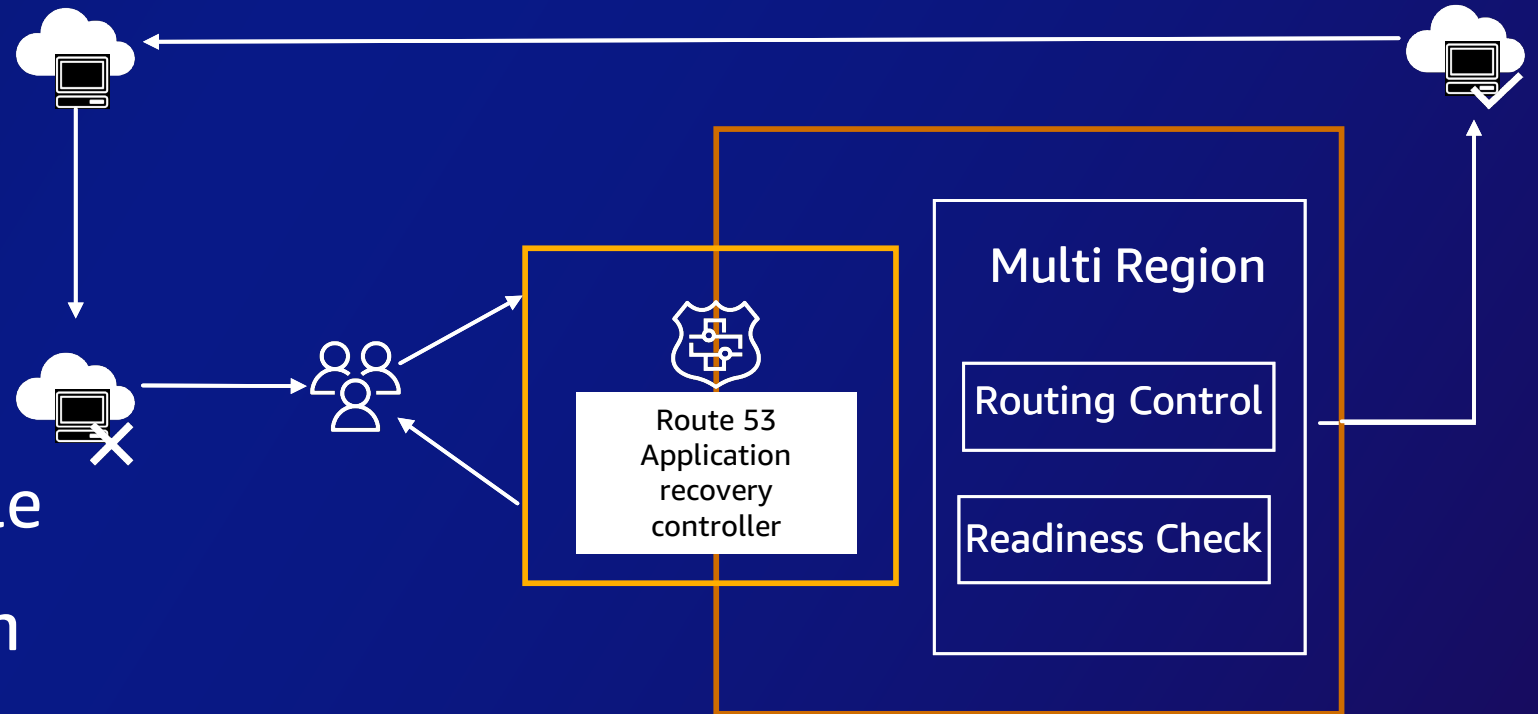 Multi Region
Routing Control
Readiness Check
Route 53
Application
recovery
controller